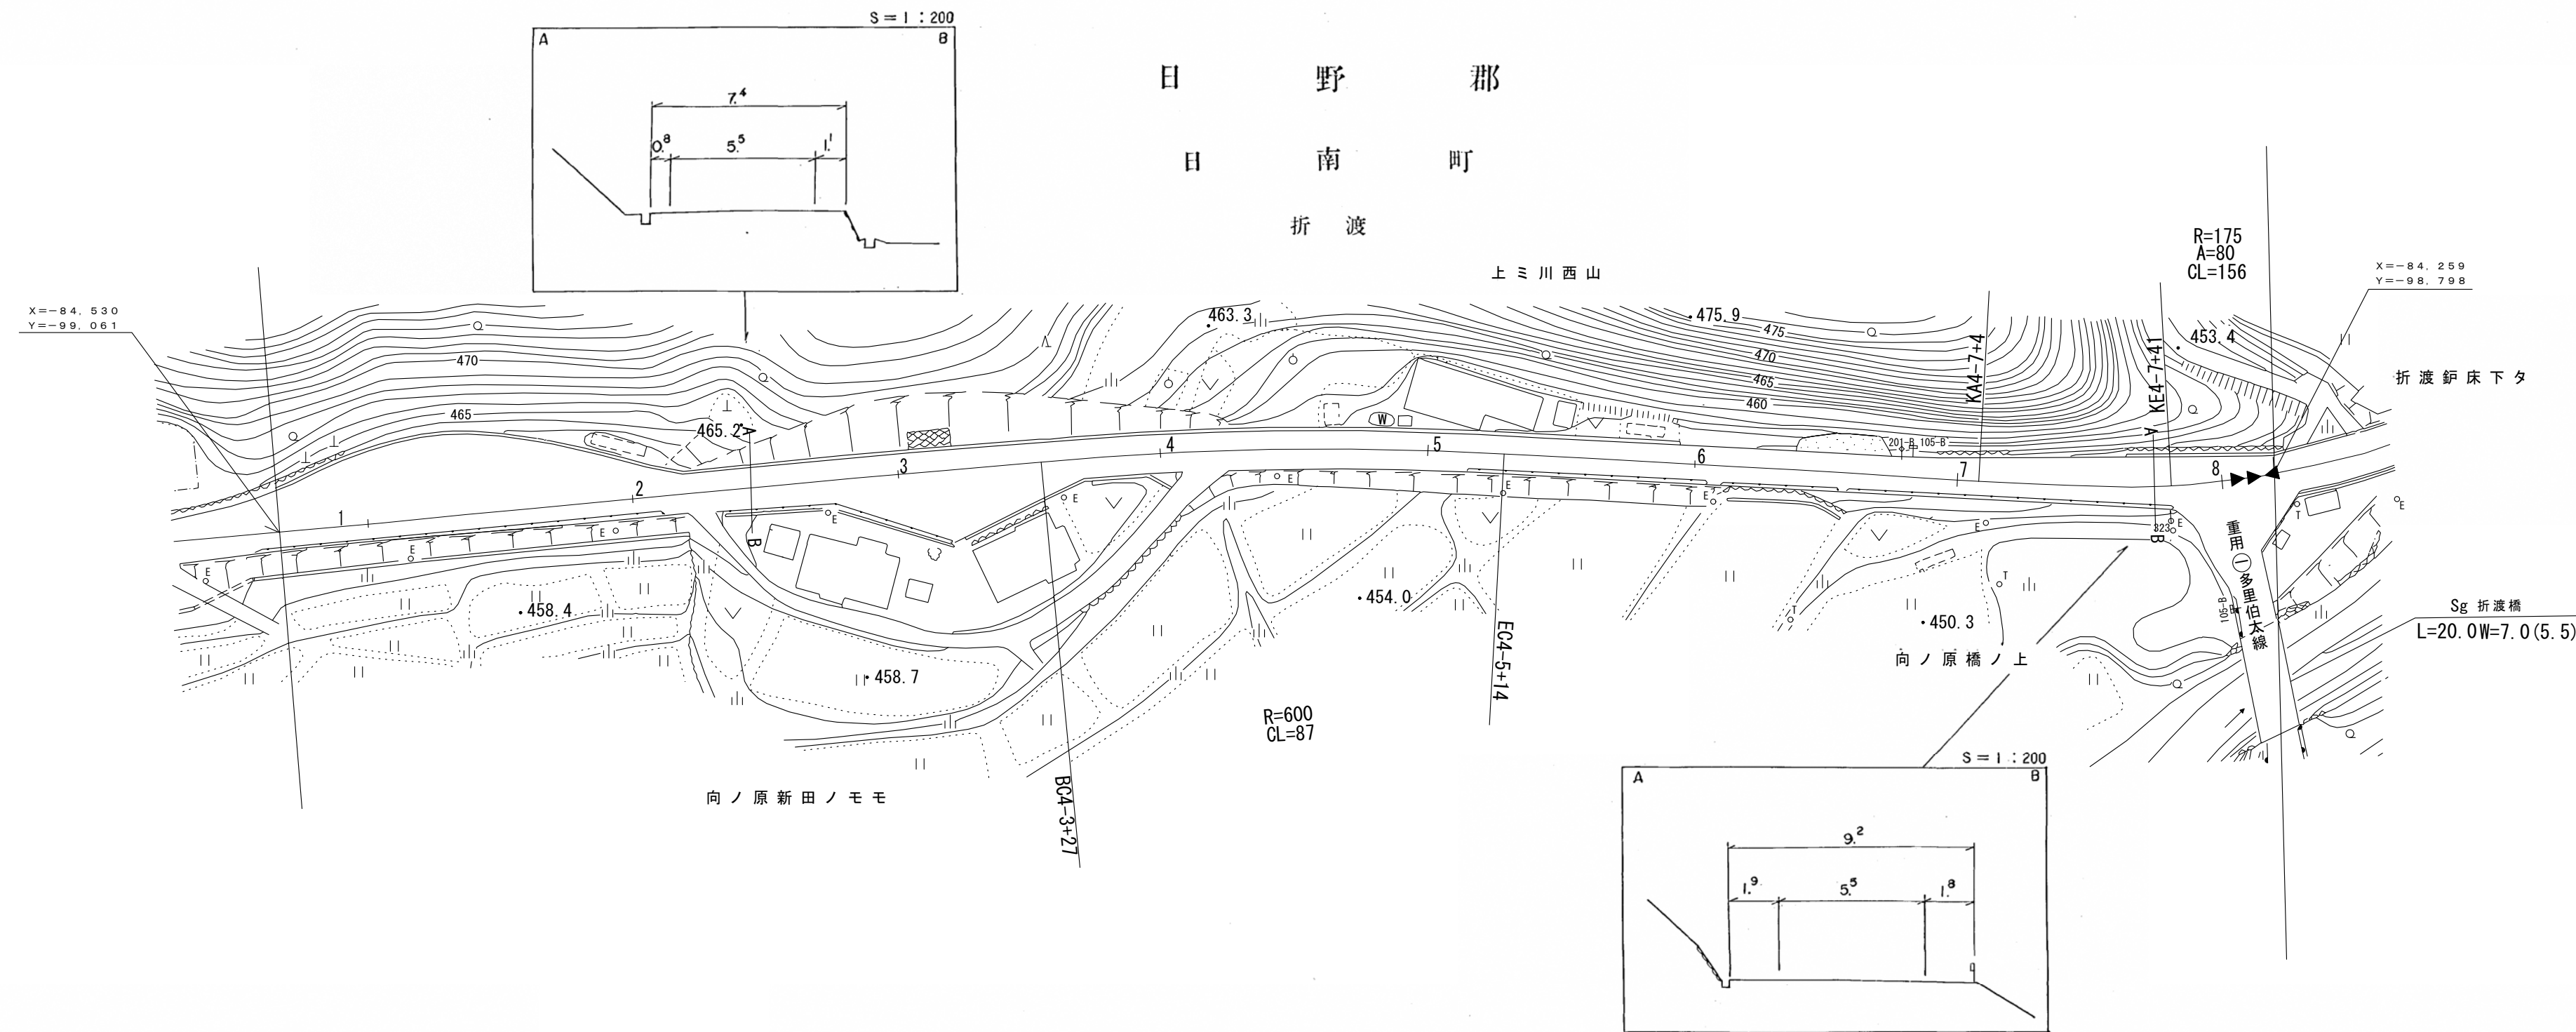 S=1:200
A B
7.4
0.8 5.5 1.1
日野郡
日南町
折渡
上ミ川西山
R=175
A=80
CL=156
X=-84,259
Y=-98,798
X=-84,530
Y=-99,061
463.3
475.9
475
470
465
460
KA4-7+4
KE4-7+41
453.4
折渡鈩床下タ
470
465
465.2
A
W
201-B 105-B
A
1
2
3
4
5
6
7
8
B
E
E
E
E
E
E
E
E
E
E
E
T
T
T
323
B
重用㊀多里伯太線
105-B
458.4
454.0
450.3
458.7
Sg 折渡橋
L=20.0W=7.0(5.5)
向ノ原橋ノ上
EC4-5+14
R=600
CL=87
BC4-3+27
向ノ原新田ノモモ
S=1:200
A B
9.2
1.9 5.5 1.8